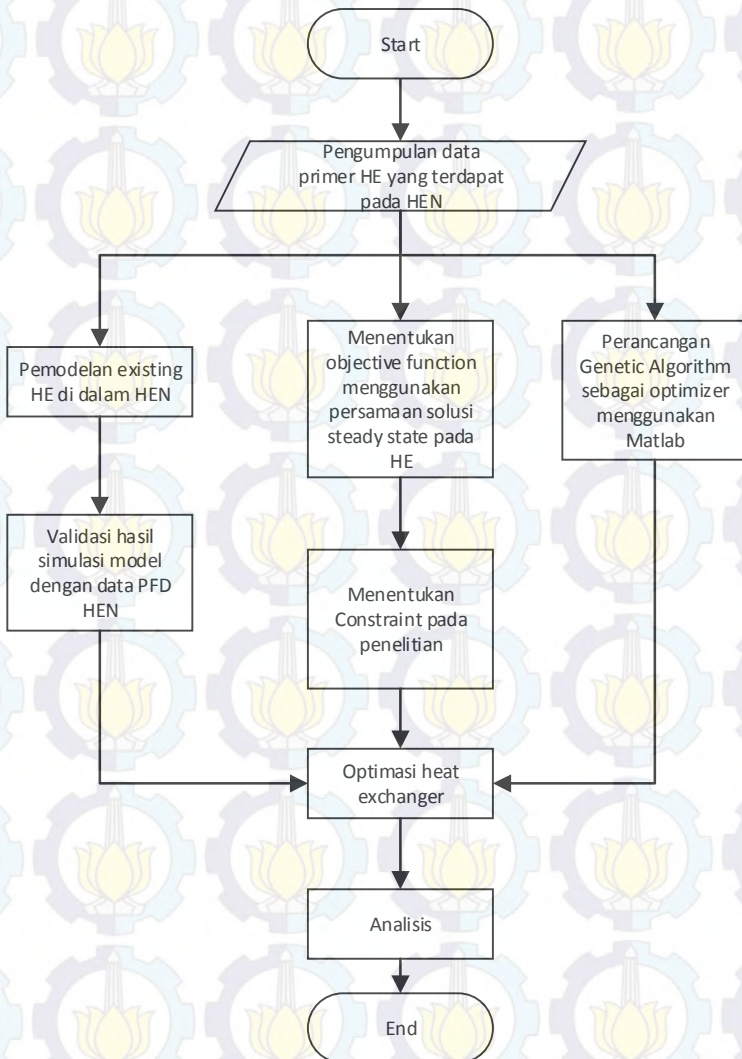 Start
Pengumpulan data
primer HE yang terdapat
pada HEN
Pemodelan existing
HE di dalam HEN
Menentukan
objective function
menggunakan
persamaan solusi
steady state pada
HE
Perancangan
Genetic Algorithm
sebagai optimizer
menggunakan
Matlab
Validasi hasil
simulasi model
dengan data PFD
HEN
Menentukan
Constraint pada
penelitian
Optimasi heat
exchanger
Analisis
End